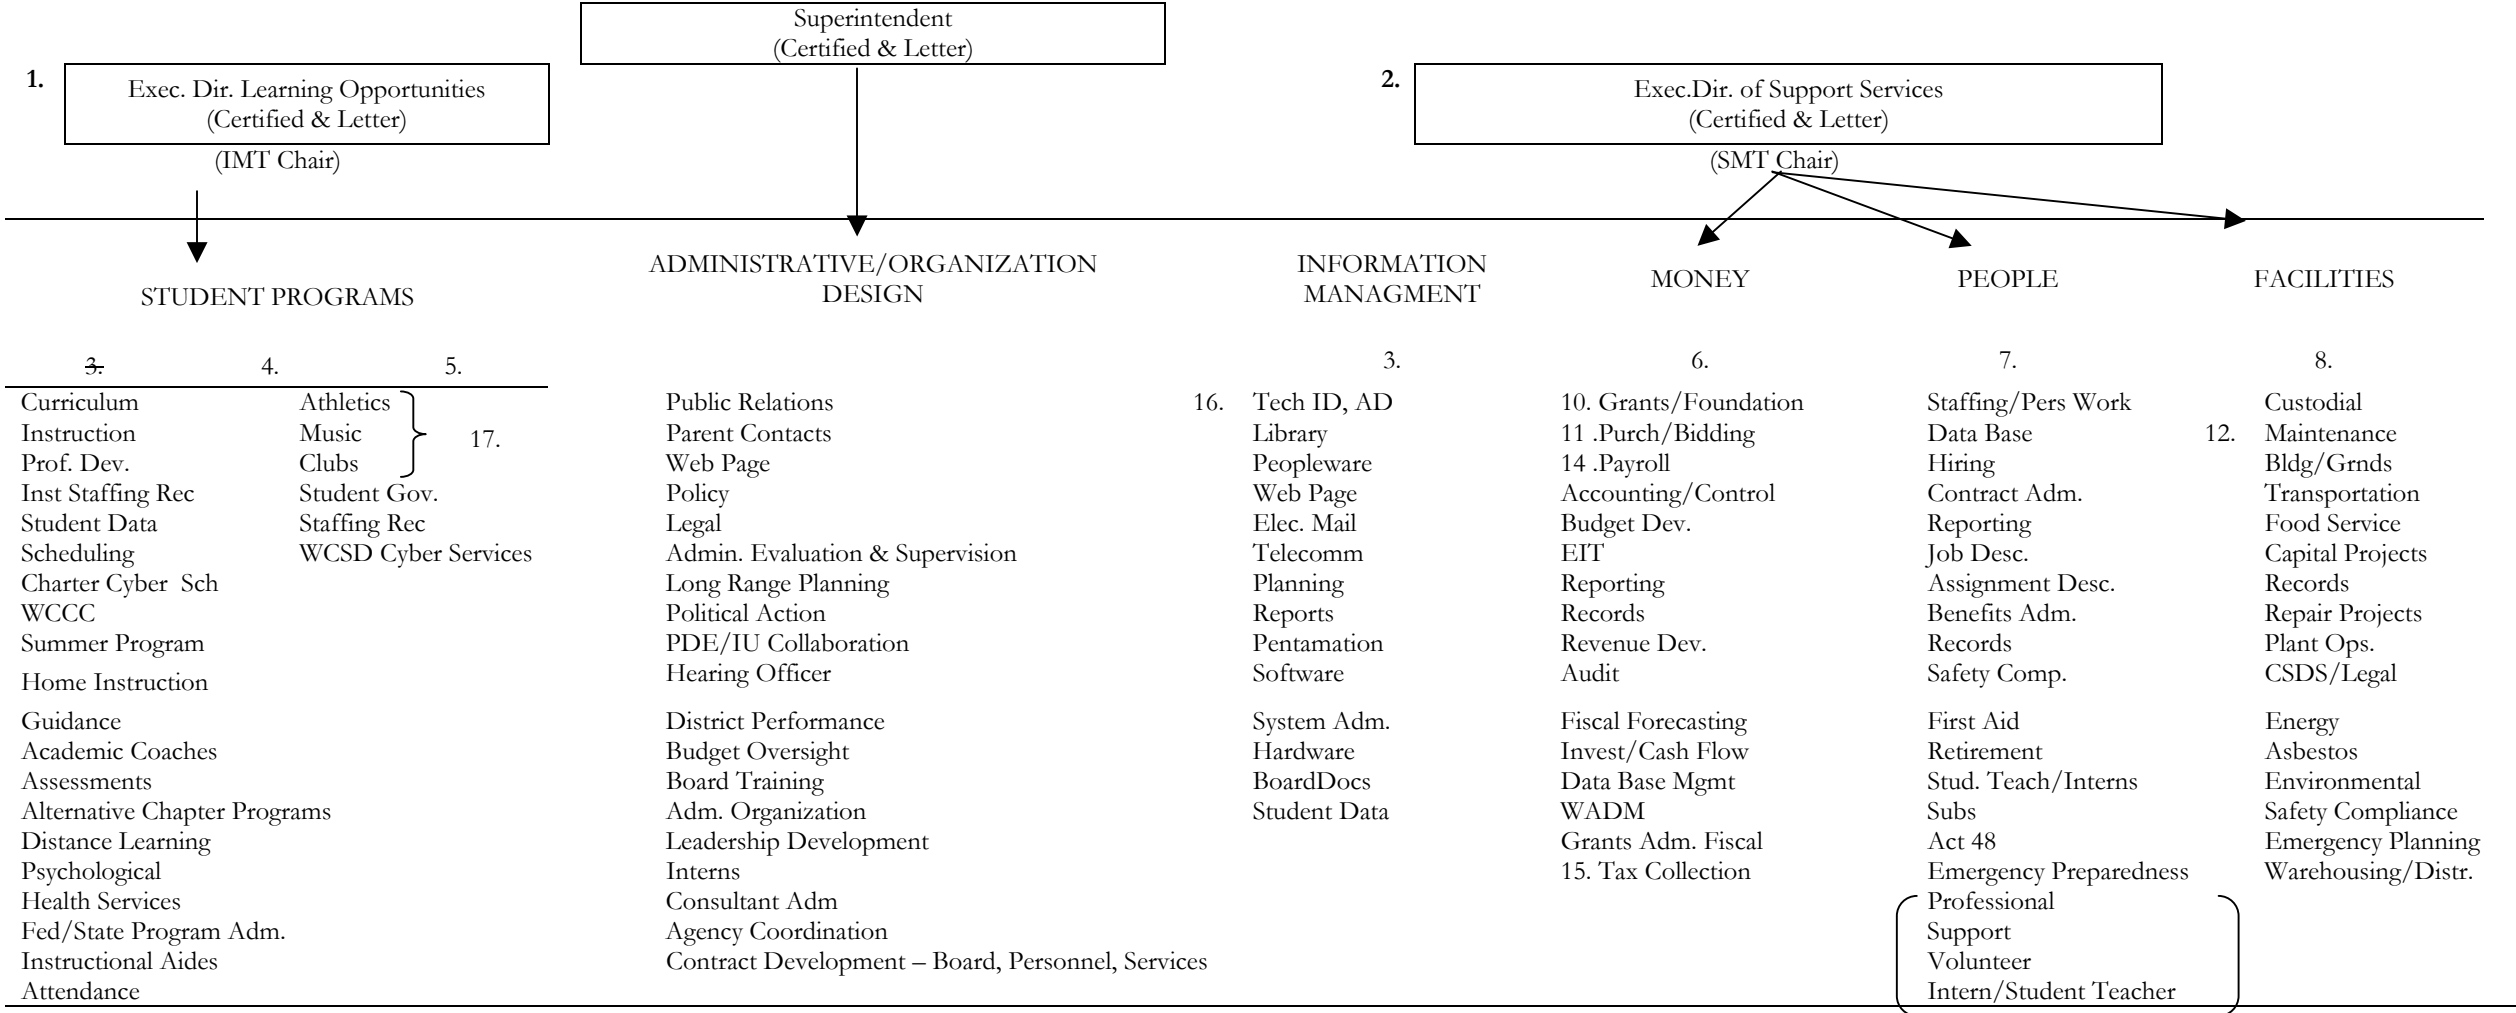 Superintendent
(Certified & Letter)
1.
Exec. Dir. Learning Opportunities
(Certified & Letter)
(IMT Chair)
2.
Exec.Dir. of Support Services
(Certified & Letter)
(SMT Chair)
STUDENT PROGRAMS
ADMINISTRATIVE/ORGANIZATION
DESIGN
INFORMATION
MANAGMENT
MONEY
PEOPLE
FACILITIES
3.
4.
5.
Curriculum
Instruction
Prof. Dev.
Inst Staffing Rec
Student Data
Scheduling
Charter Cyber  Sch
WCCC
Summer Program
Home Instruction
Guidance
Academic Coaches
Assessments
Alternative Chapter Programs
Distance Learning
Psychological
Health Services
Fed/State Program Adm.
Instructional Aides
Attendance
Athletics
Music
Clubs
17.
Student Gov.
Staffing Rec
WCSD Cyber Services
Public Relations
Parent Contacts
Web Page
Policy
Legal
Admin. Evaluation & Supervision
Long Range Planning
Political Action
PDE/IU Collaboration
Hearing Officer
District Performance
Budget Oversight
Board Training
Adm. Organization
Leadership Development
Interns
Consultant Adm
Agency Coordination
Contract Development – Board, Personnel, Services
3.
16.
Tech ID, AD
Library
Peopleware
Web Page
Elec. Mail
Telecomm
Planning
Reports
Pentamation
Software
System Adm.
Hardware
BoardDocs
Student Data
6.
10. Grants/Foundation
11 .Purch/Bidding
14 .Payroll
Accounting/Control
Budget Dev.
EIT
Reporting
Records
Revenue Dev.
Audit
Fiscal Forecasting
Invest/Cash Flow
Data Base Mgmt
WADM
Grants Adm. Fiscal
15. Tax Collection
7.
Staffing/Pers Work
Data Base
Hiring
Contract Adm.
Reporting
Job Desc.
Assignment Desc.
Benefits Adm.
Records
Safety Comp.
First Aid
Retirement
Stud. Teach/Interns
Subs
Act 48
Emergency Preparedness
Professional
Support
Volunteer
Intern/Student Teacher
8.
Custodial
12.
Maintenance
Bldg/Grnds
Transportation
Food Service
Capital Projects
Records
Repair Projects
Plant Ops.
CSDS/Legal
Energy
Asbestos
Environmental
Safety Compliance
Emergency Planning
Warehousing/Distr.